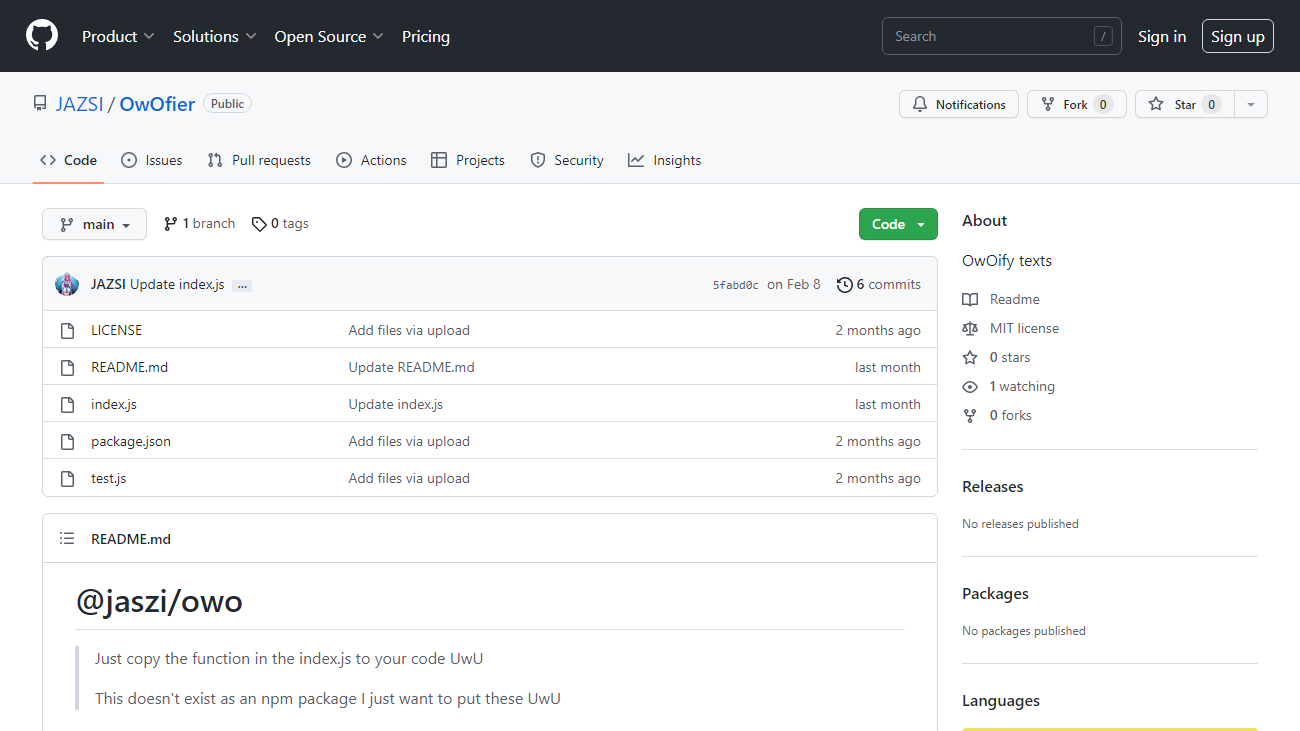 Product Solutions Open Source Pricing Search / Sign in Sign up
JAZSI / OwOfier Public Notifications Fork 0 Star 0
Code Issues Pull requests Actions Projects Security Insights
main 1 branch 0 tags Code
JAZSI Update index.js ... 5fabd0c on Feb 8 6 commits
LICENSE Add files via upload 2 months ago
README.md Update README.md last month
index.js Update index.js last month
package.json Add files via upload 2 months ago
test.js Add files via upload 2 months ago
README.md
@jaszi/owo
Just copy the function in the index.js to your code UwU
This doesn't exist as an npm package I just want to put these UwU
About
OwOify texts
Readme
MIT license
0 stars
1 watching
0 forks
Releases
No releases published
Packages
No packages published
Languages